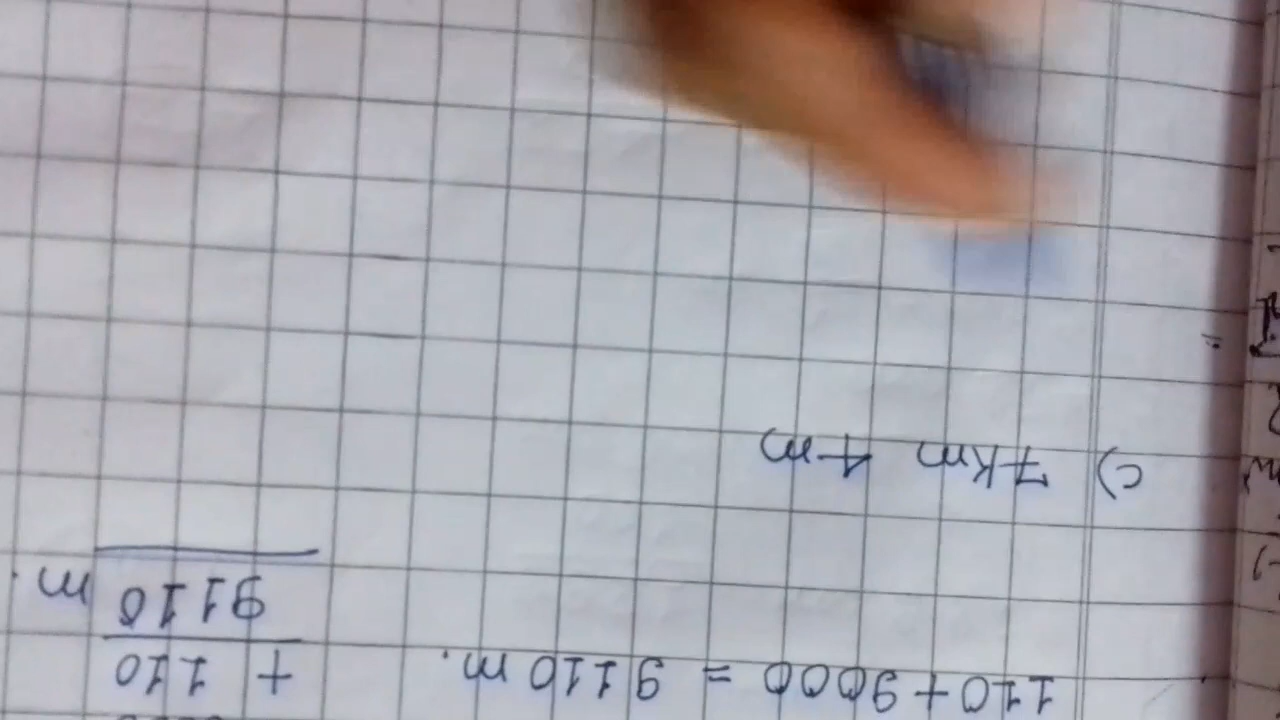 110+9000 = 9110 m.
+ 110
9110 m.
c) 7km 4m